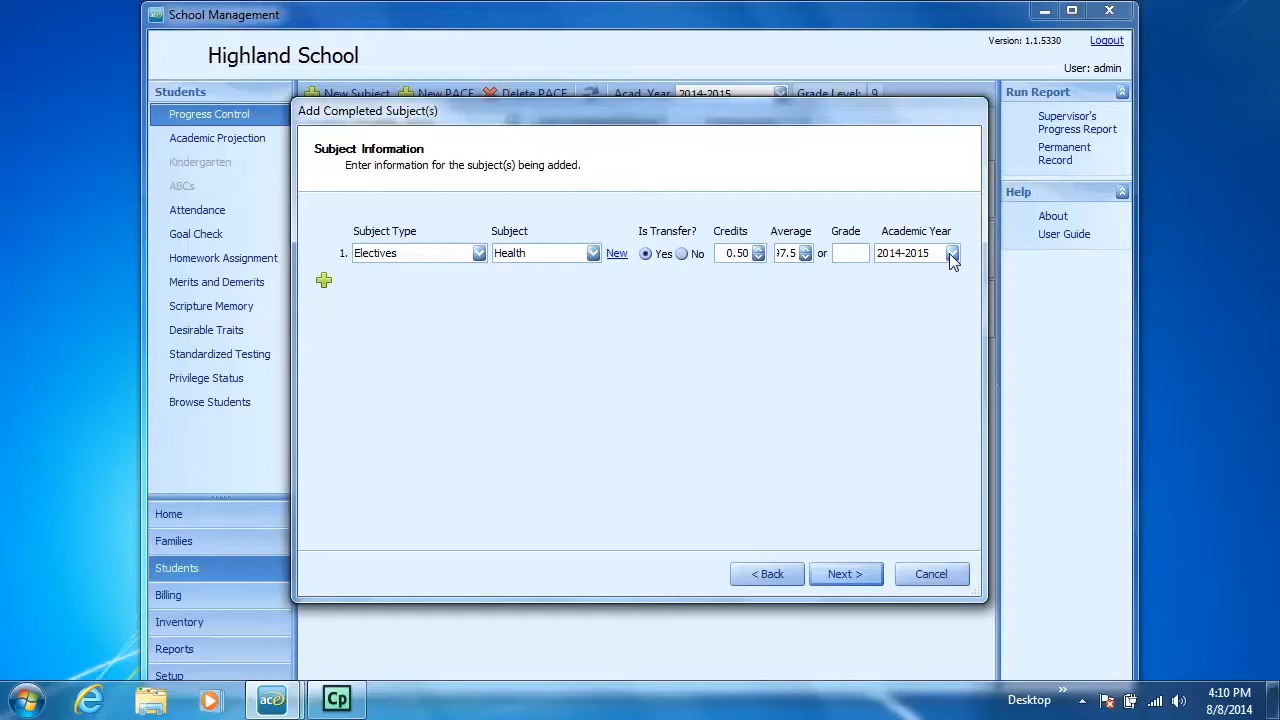 School Management
Highland School
Version: 1.1.5330
Logout
User: admin
Students
New Subject
New PACE
Delete PACE
Acad. Year
2014-2015
Grade Level:
9
Run Report
Progress Control
Academic Projection
Kindergarten
ABCs
Attendance
Goal Check
Homework Assignment
Merits and Demerits
Scripture Memory
Desirable Traits
Standardized Testing
Privilege Status
Browse Students
Home
Families
Students
Billing
Inventory
Reports
Setup
Add Completed Subject(s)
Subject Information
Enter information for the subject(s) being added.
Subject Type Subject Is Transfer? Credits Average Grade Academic Year
1. Electives Health New Yes No 0.50 97.5 or 2014-2015
< Back Next > Cancel
Supervisor's
Progress Report
Permanent
Record
Help
About
User Guide
ace
Cp
Desktop
4:10 PM
8/8/2014